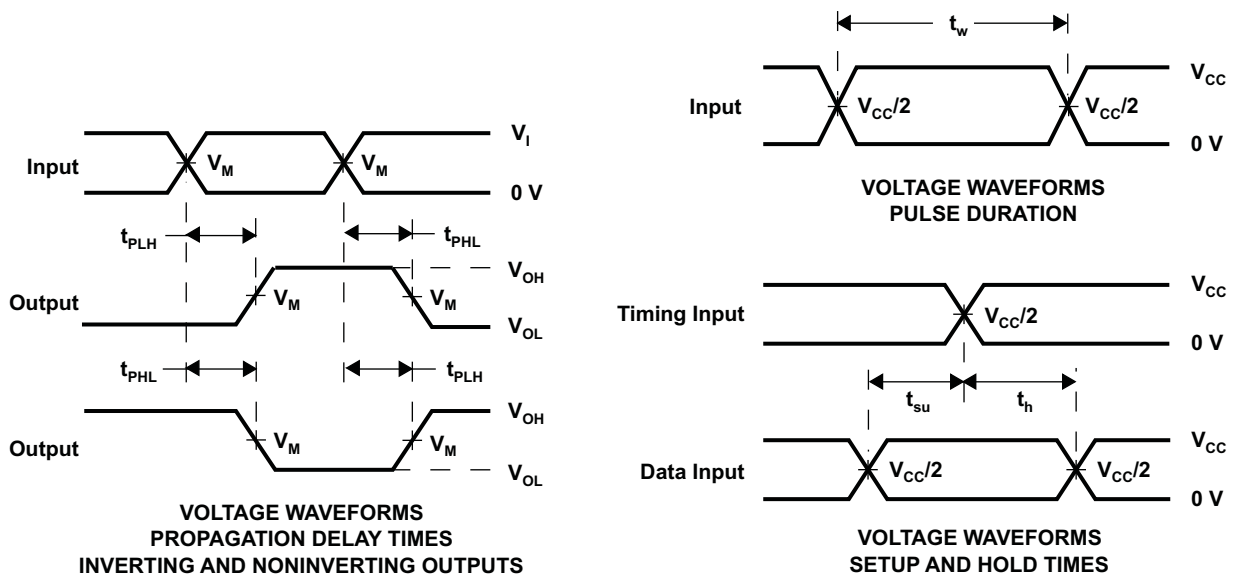 Input
V_M
V_M
V_I
0 V
t_PLH
t_PHL
Output
V_M
V_M
V_OH
V_OL
t_PHL
t_PLH
Output
V_M
V_M
V_OH
V_OL
VOLTAGE WAVEFORMS
PROPAGATION DELAY TIMES
INVERTING AND NONINVERTING OUTPUTS
t_w
Input
V_CC/2
V_CC/2
V_CC
0 V
VOLTAGE WAVEFORMS
PULSE DURATION
Timing Input
V_CC/2
V_CC
0 V
t_su
t_h
Data Input
V_CC/2
V_CC/2
V_CC
0 V
VOLTAGE WAVEFORMS
SETUP AND HOLD TIMES